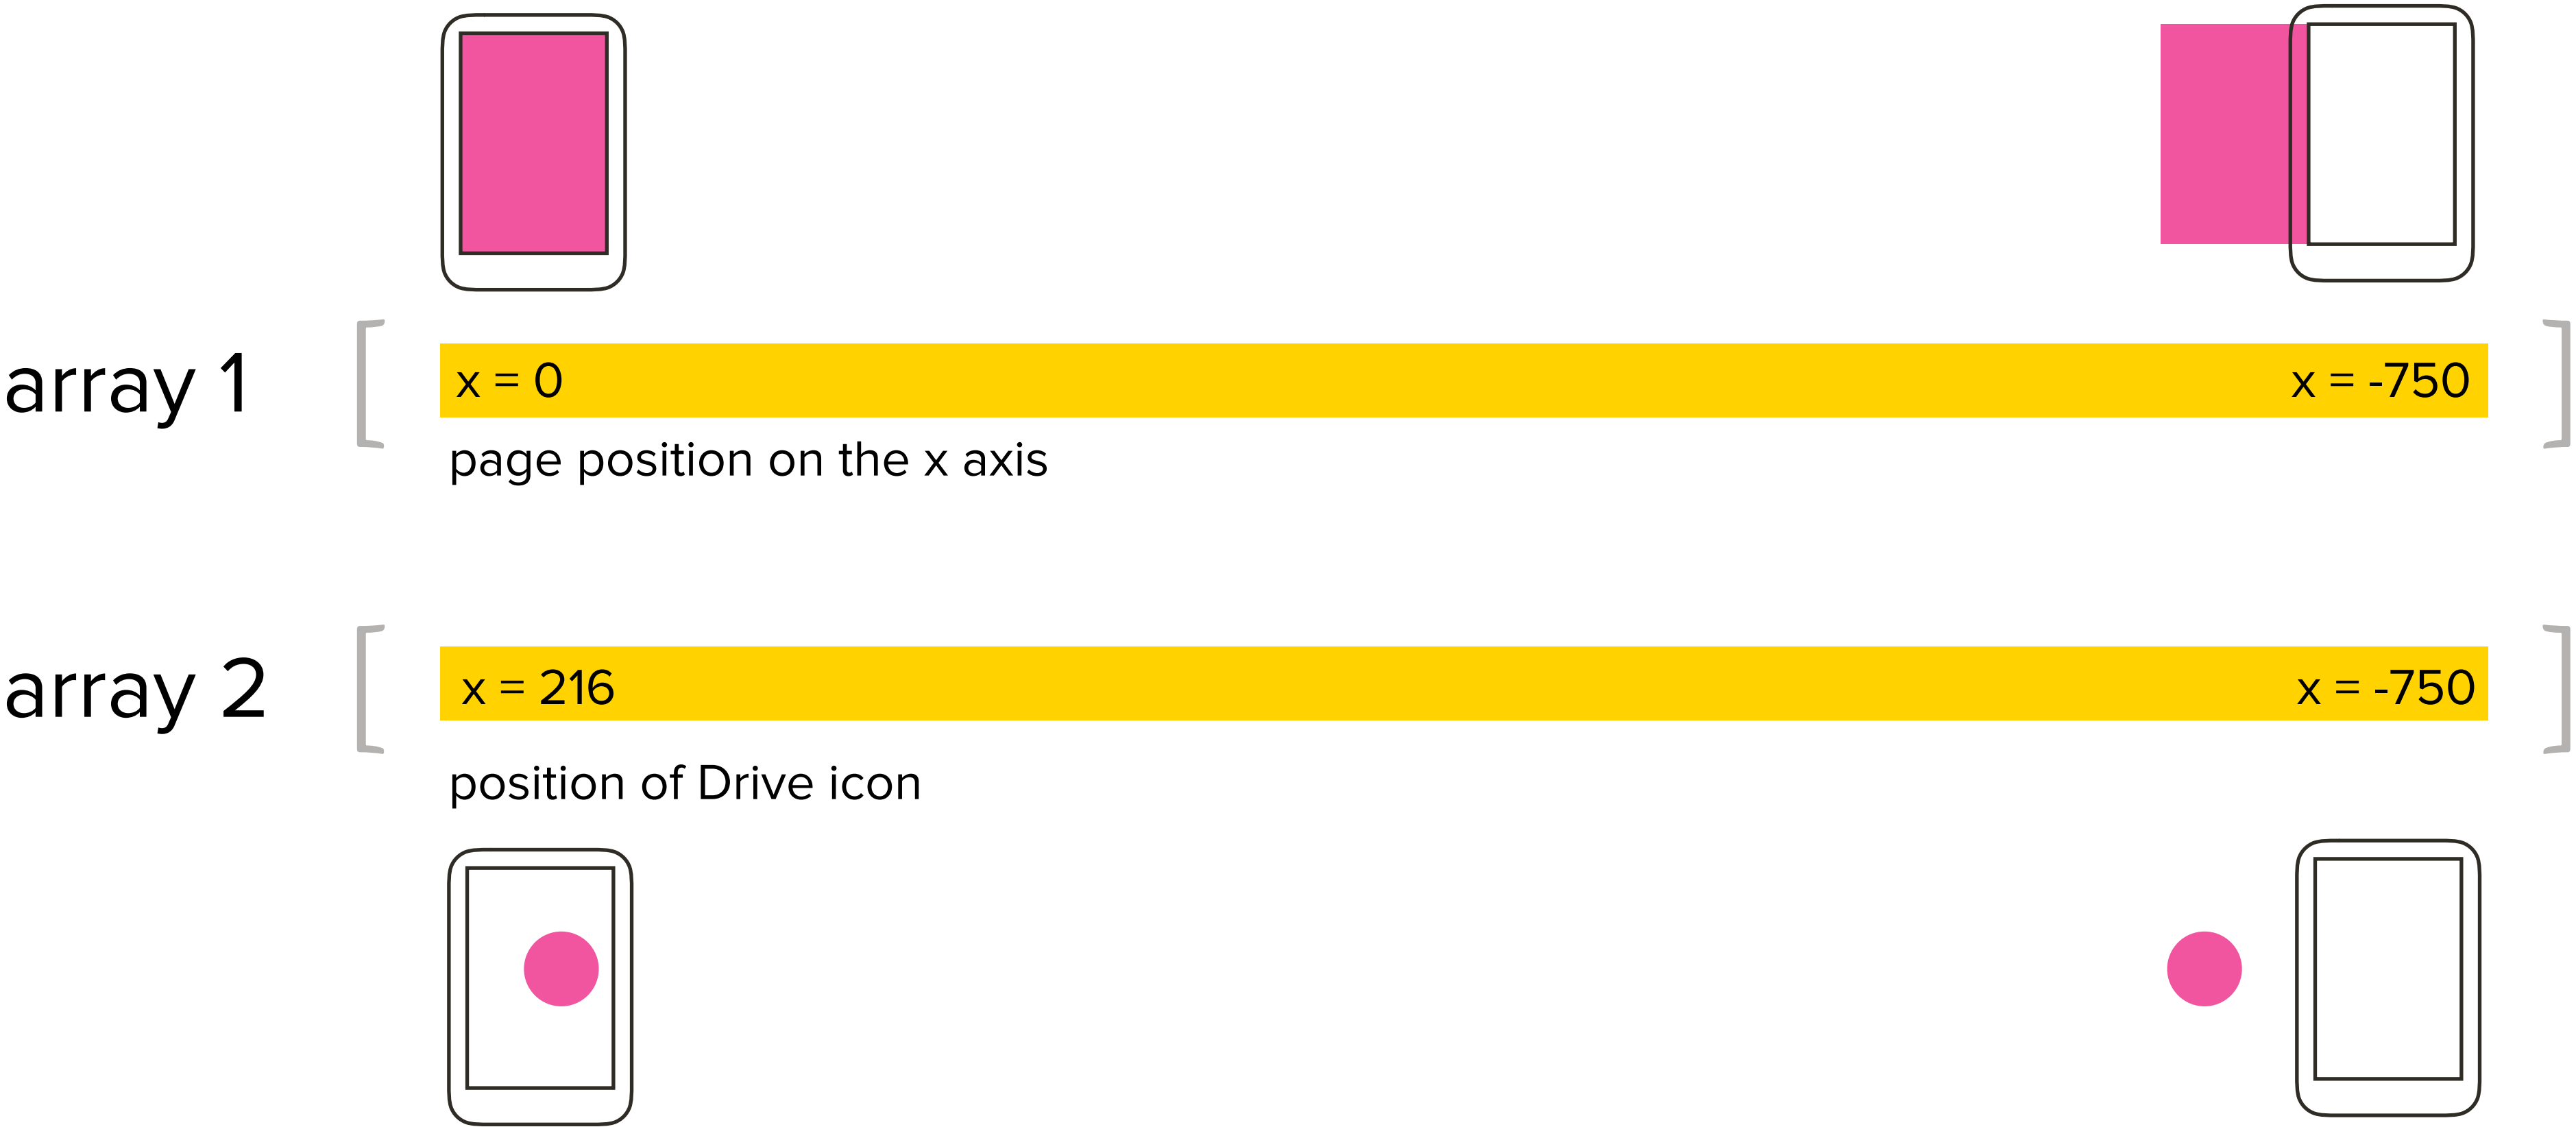 array 1
x = 0
x = -750
page position on the x axis
array 2
x = 216
x = -750
position of Drive icon